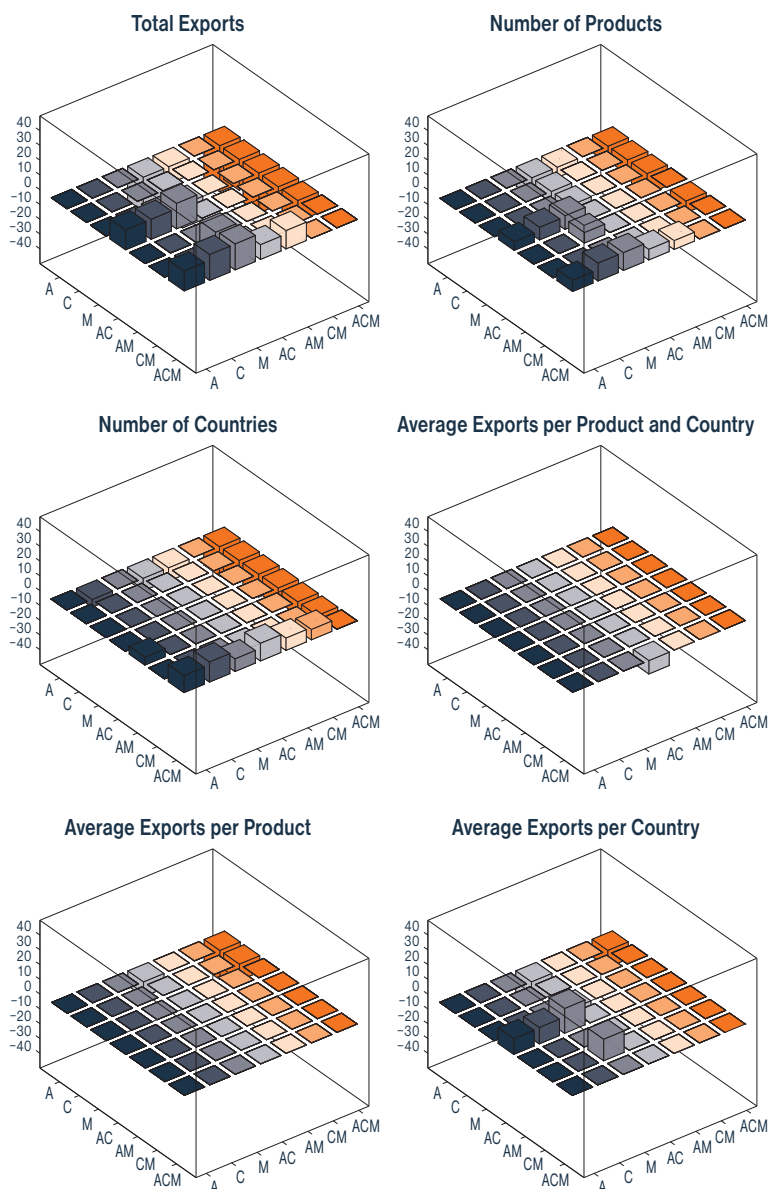 Total Exports
40
30
20
10
0
−10
−20
−30
−40
A
C
M
AC
AM
CM
ACM
A
C
M
AC
AM
CM
ACM
Number of Products
40
30
20
10
0
−10
−20
−30
−40
A
C
M
AC
AM
CM
ACM
A
C
M
AC
AM
CM
ACM
Number of Countries
40
30
20
10
0
−10
−20
−30
−40
A
C
M
AC
AM
CM
ACM
A
C
M
AC
AM
CM
ACM
Average Exports per Product and Country
40
30
20
10
0
−10
−20
−30
−40
A
C
M
AC
AM
CM
ACM
A
C
M
AC
AM
CM
ACM
Average Exports per Product
40
30
20
10
0
−10
−20
−30
−40
A
C
M
AC
AM
CM
ACM
A
C
M
AC
AM
CM
ACM
Average Exports per Country
40
30
20
10
0
−10
−20
−30
−40
A
C
M
AC
AM
CM
ACM
A
C
M
AC
AM
CM
ACM